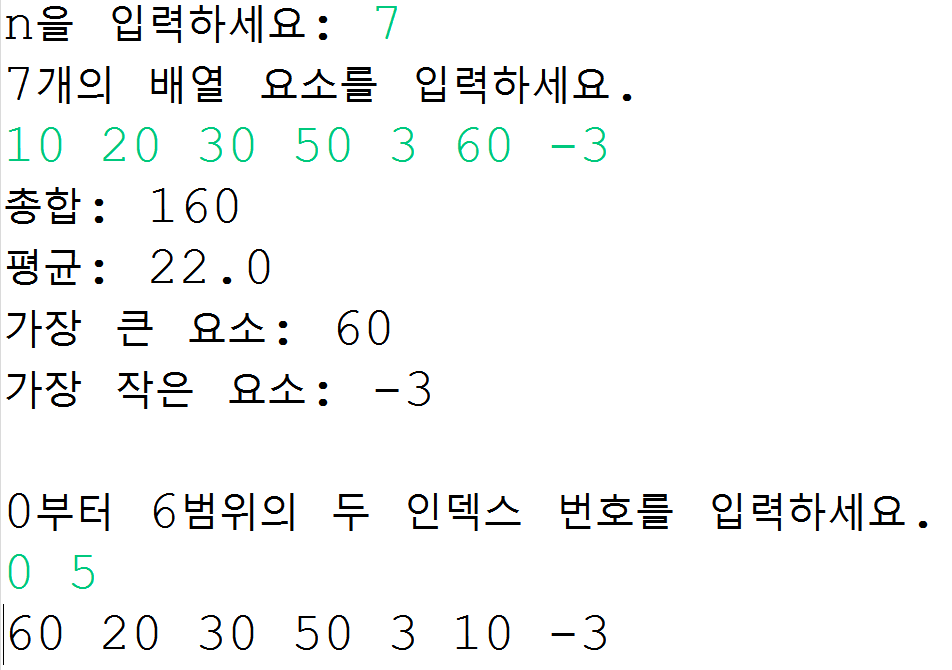 n을 입력하세요: 7
7개의 배열 요소를 입력하세요.
10 20 30 50 3 60 -3
총합: 160
평균: 22.0
가장 큰 요소: 60
가장 작은 요소: -3
0부터 6범위의 두 인덱스 번호를 입력하세요.
0 5
60 20 30 50 3 10 -3